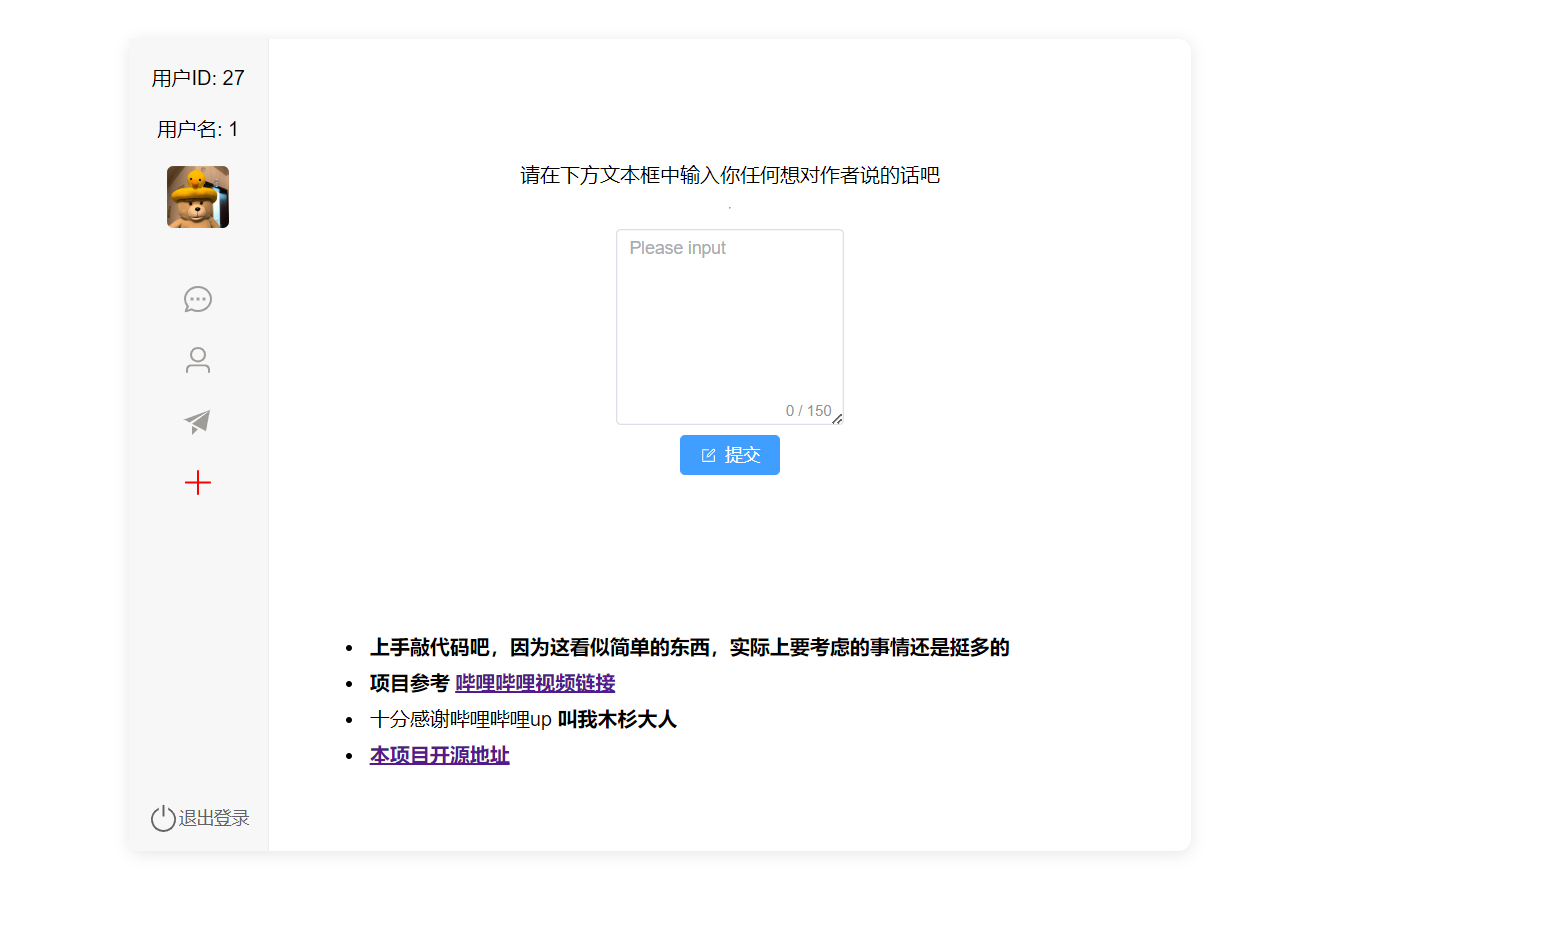 用户ID: 27
用户名: 1
请在下方文本框中输入你任何想对作者说的话吧
Please input
0 / 150
提交
上手敲代码吧，因为这看似简单的东西，实际上要考虑的事情还是挺多的
项目参考 哔哩哔哩视频链接
十分感谢哔哩哔哩up 叫我木杉大人
本项目开源地址
退出登录